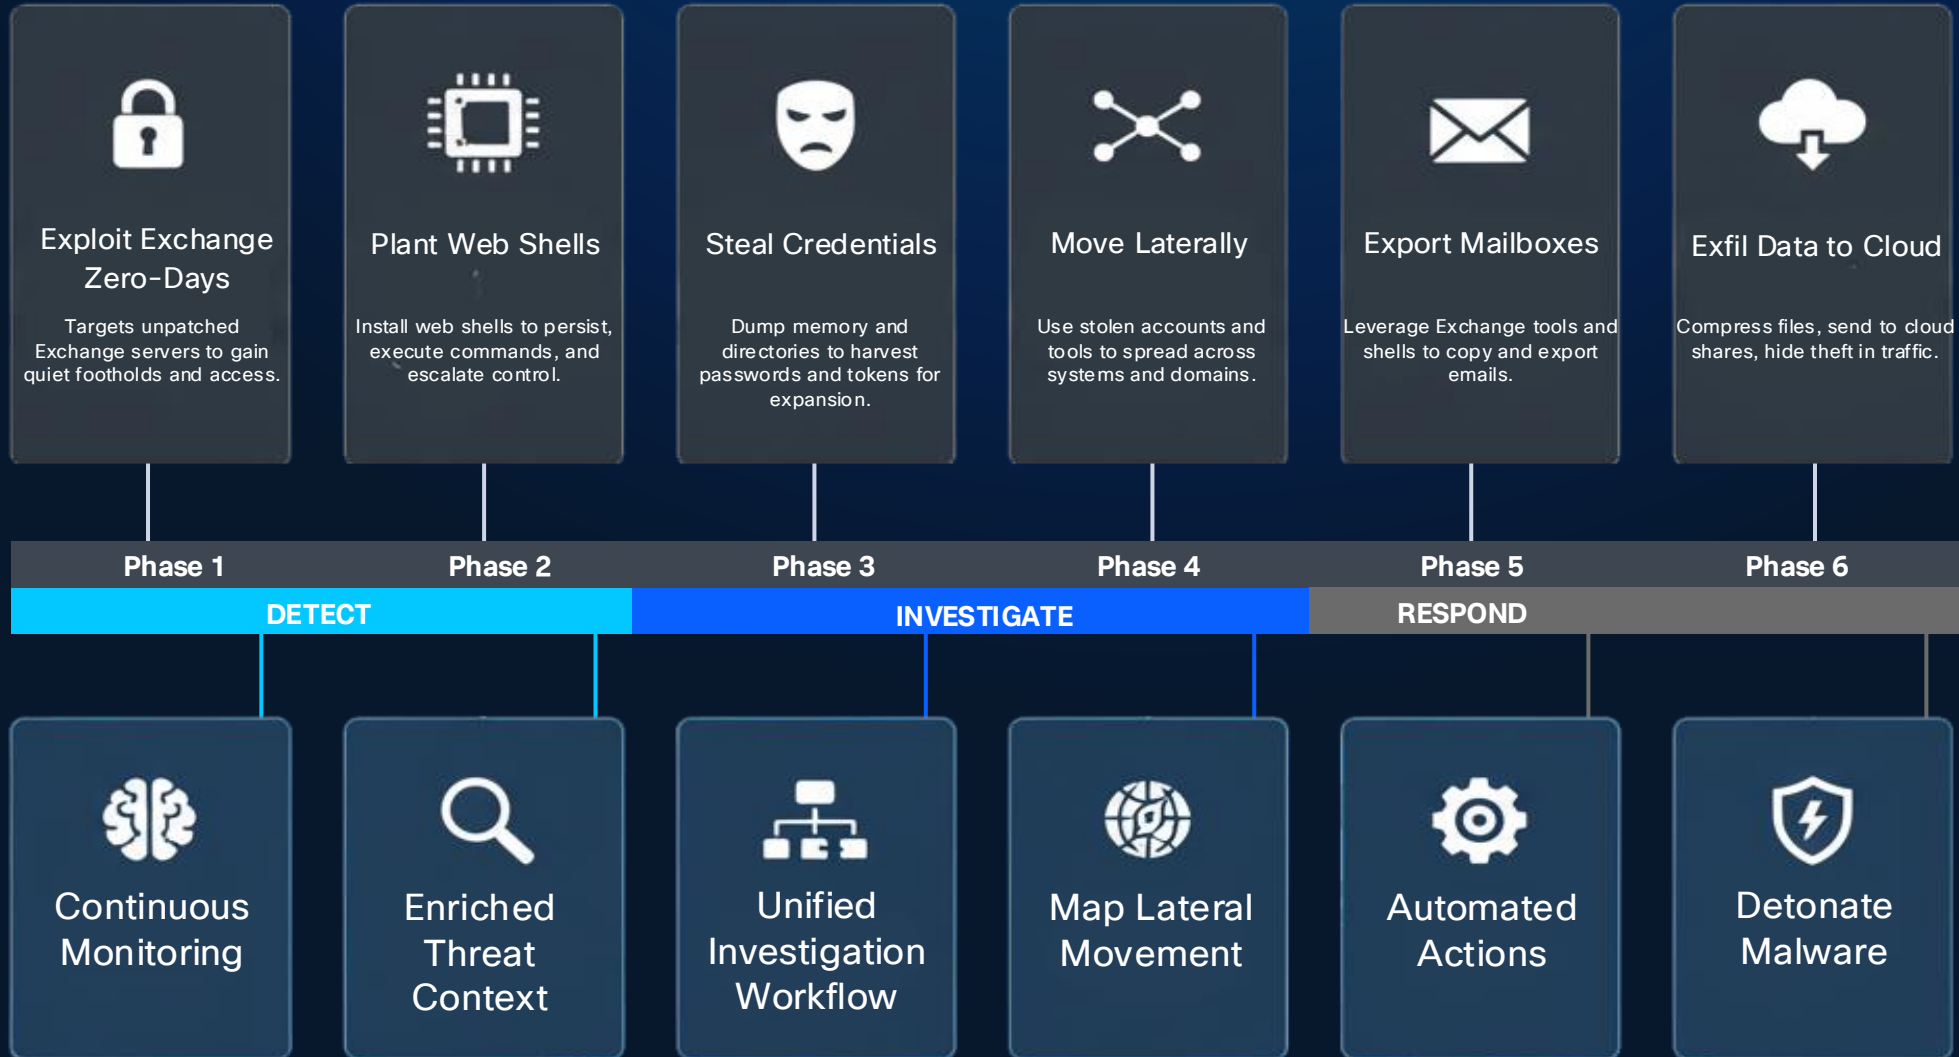 Exploit Exchange
Zero-Days
Targets unpatched
Exchange servers to gain
quiet footholds and access.
Plant Web Shells
Install web shells to persist,
execute commands, and
escalate control.
Steal Credentials
Dump memory and
directories to harvest
passwords and tokens for
expansion.
Move Laterally
Use stolen accounts and
tools to spread across
systems and domains.
Export Mailboxes
Leverage Exchange tools and
shells to copy and export
emails.
Exfil Data to Cloud
Compress files, send to cloud
shares, hide theft in traffic.
Phase 1
Phase 2
Phase 3
Phase 4
Phase 5
Phase 6
DETECT
INVESTIGATE
RESPOND
Continuous
Monitoring
Enriched
Threat
Context
Unified
Investigation
Workflow
Map Lateral
Movement
Automated
Actions
Detonate
Malware